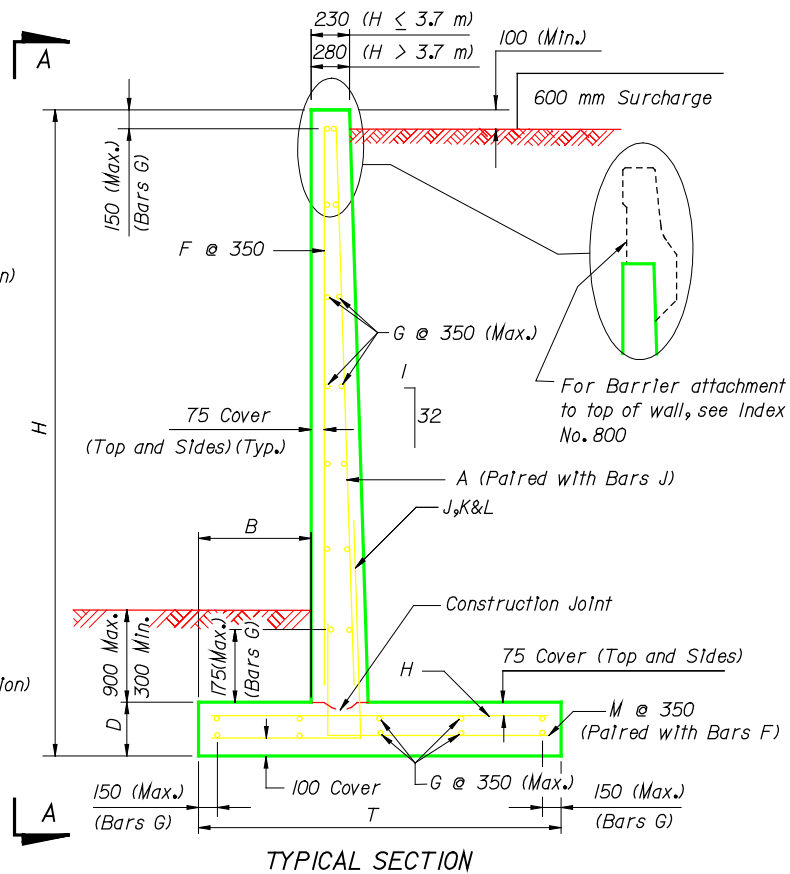 230 (H ≤ 3.7 m)
280 (H > 3.7 m)
100 (Min.)
A
600 mm Surcharge
150 (Max.)
(Bars G)
F @ 350
n)
G @ 350 (Max.)
1
32
For Barrier attachment
to top of wall, see Index
No. 800
H
75 Cover
(Top and Sides) (Typ.)
A (Paired with Bars J)
J,K&L
B
Construction Joint
900 Max.
300 Min.
175(Max.)
(Bars G)
75 Cover (Top and Sides)
H
ion)
D
M @ 350
(Paired with Bars F)
100 Cover
G @ 350 (Max.)
150 (Max.)
(Bars G)
T
150 (Max.)
(Bars G)
A
TYPICAL SECTION